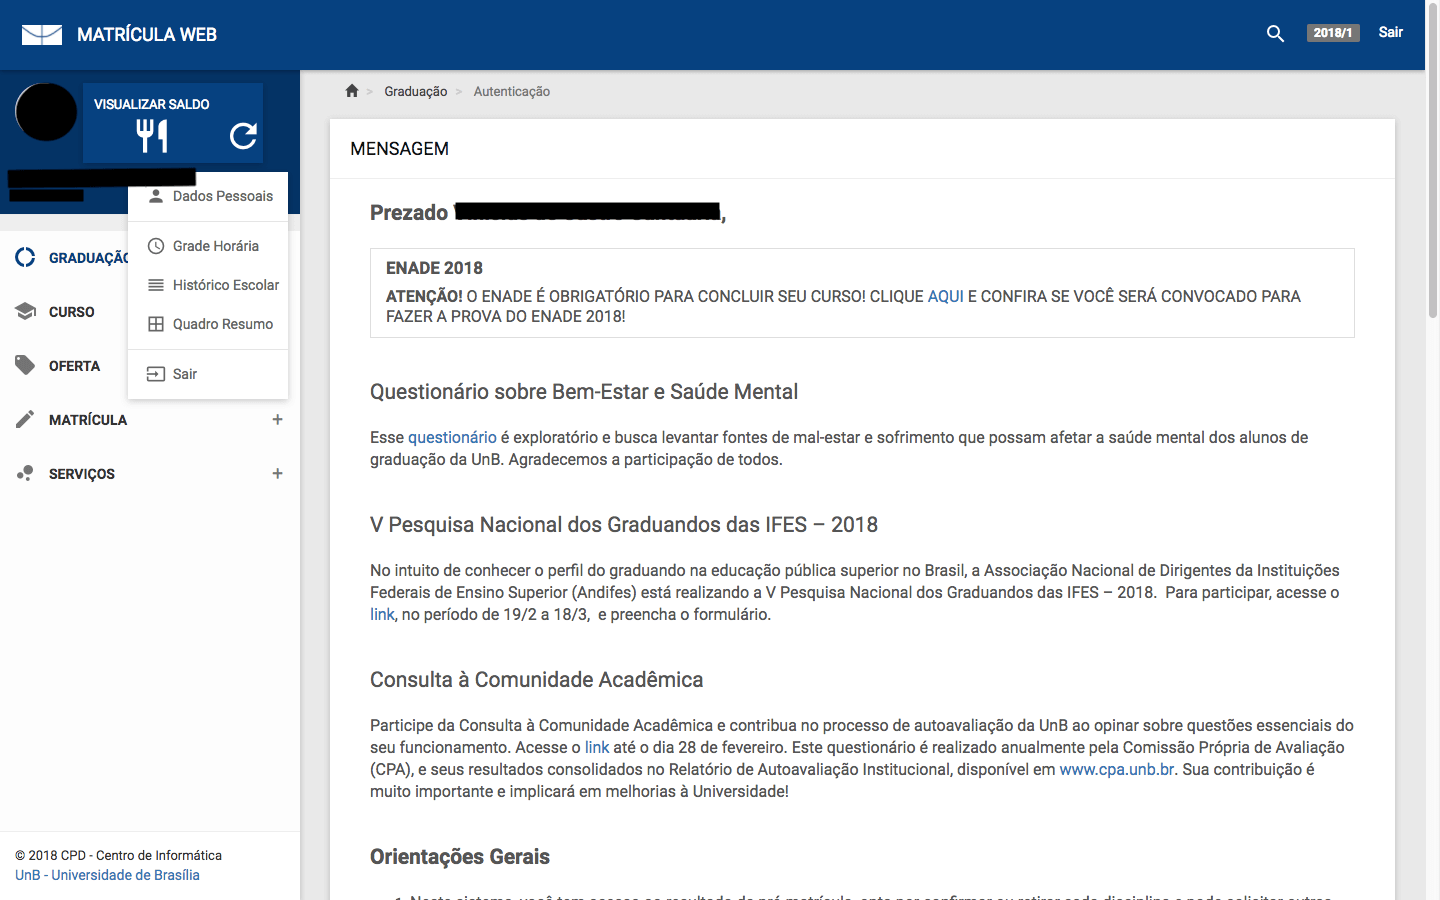 MATRÍCULA WEB
2018/1
Sair
VISUALIZAR SALDO
Dados Pessoais
Grade Horária
Histórico Escolar
Quadro Resumo
Sair
GRADUAÇÃO
CURSO
OFERTA
MATRÍCULA +
SERVIÇOS +
© 2018 CPD - Centro de Informática
UnB - Universidade de Brasília
> Graduação > Autenticação
MENSAGEM
Prezado ,
ENADE 2018
ATENÇÃO! O ENADE É OBRIGATÓRIO PARA CONCLUIR SEU CURSO! CLIQUE AQUI E CONFIRA SE VOCÊ SERÁ CONVOCADO PARA
FAZER A PROVA DO ENADE 2018!
Questionário sobre Bem-Estar e Saúde Mental
Esse questionário é exploratório e busca levantar fontes de mal-estar e sofrimento que possam afetar a saúde mental dos alunos de
graduação da UnB. Agradecemos a participação de todos.
V Pesquisa Nacional dos Graduandos das IFES – 2018
No intuito de conhecer o perfil do graduando na educação pública superior no Brasil, a Associação Nacional de Dirigentes da Instituições
Federais de Ensino Superior (Andifes) está realizando a V Pesquisa Nacional dos Graduandos das IFES – 2018. Para participar, acesse o
link, no período de 19/2 a 18/3, e preencha o formulário.
Consulta à Comunidade Acadêmica
Participe da Consulta à Comunidade Acadêmica e contribua no processo de autoavaliação da UnB ao opinar sobre questões essenciais do
seu funcionamento. Acesse o link até o dia 28 de fevereiro. Este questionário é realizado anualmente pela Comissão Própria de Avaliação
(CPA), e seus resultados consolidados no Relatório de Autoavaliação Institucional, disponível em www.cpa.unb.br. Sua contribuição é
muito importante e implicará em melhorias à Universidade!
Orientações Gerais